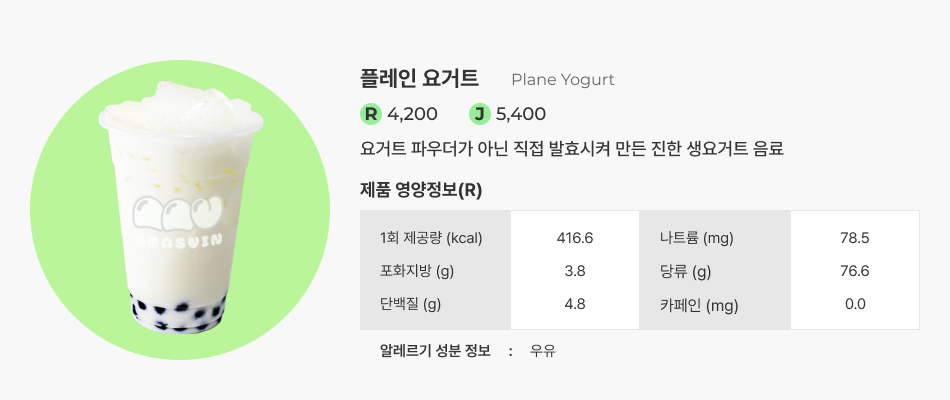 플레인 요거트 Plane Yogurt
R 4,200 J 5,400
요거트 파우더가 아닌 직접 발효시켜 만든 진한 생요거트 음료
제품 영양정보(R)
1회 제공량 (kcal) 416.6 나트륨 (mg) 78.5
포화지방 (g) 3.8 당류 (g) 76.6
단백질 (g) 4.8 카페인 (mg) 0.0
알레르기 성분 정보 : 우유
AMASVIN